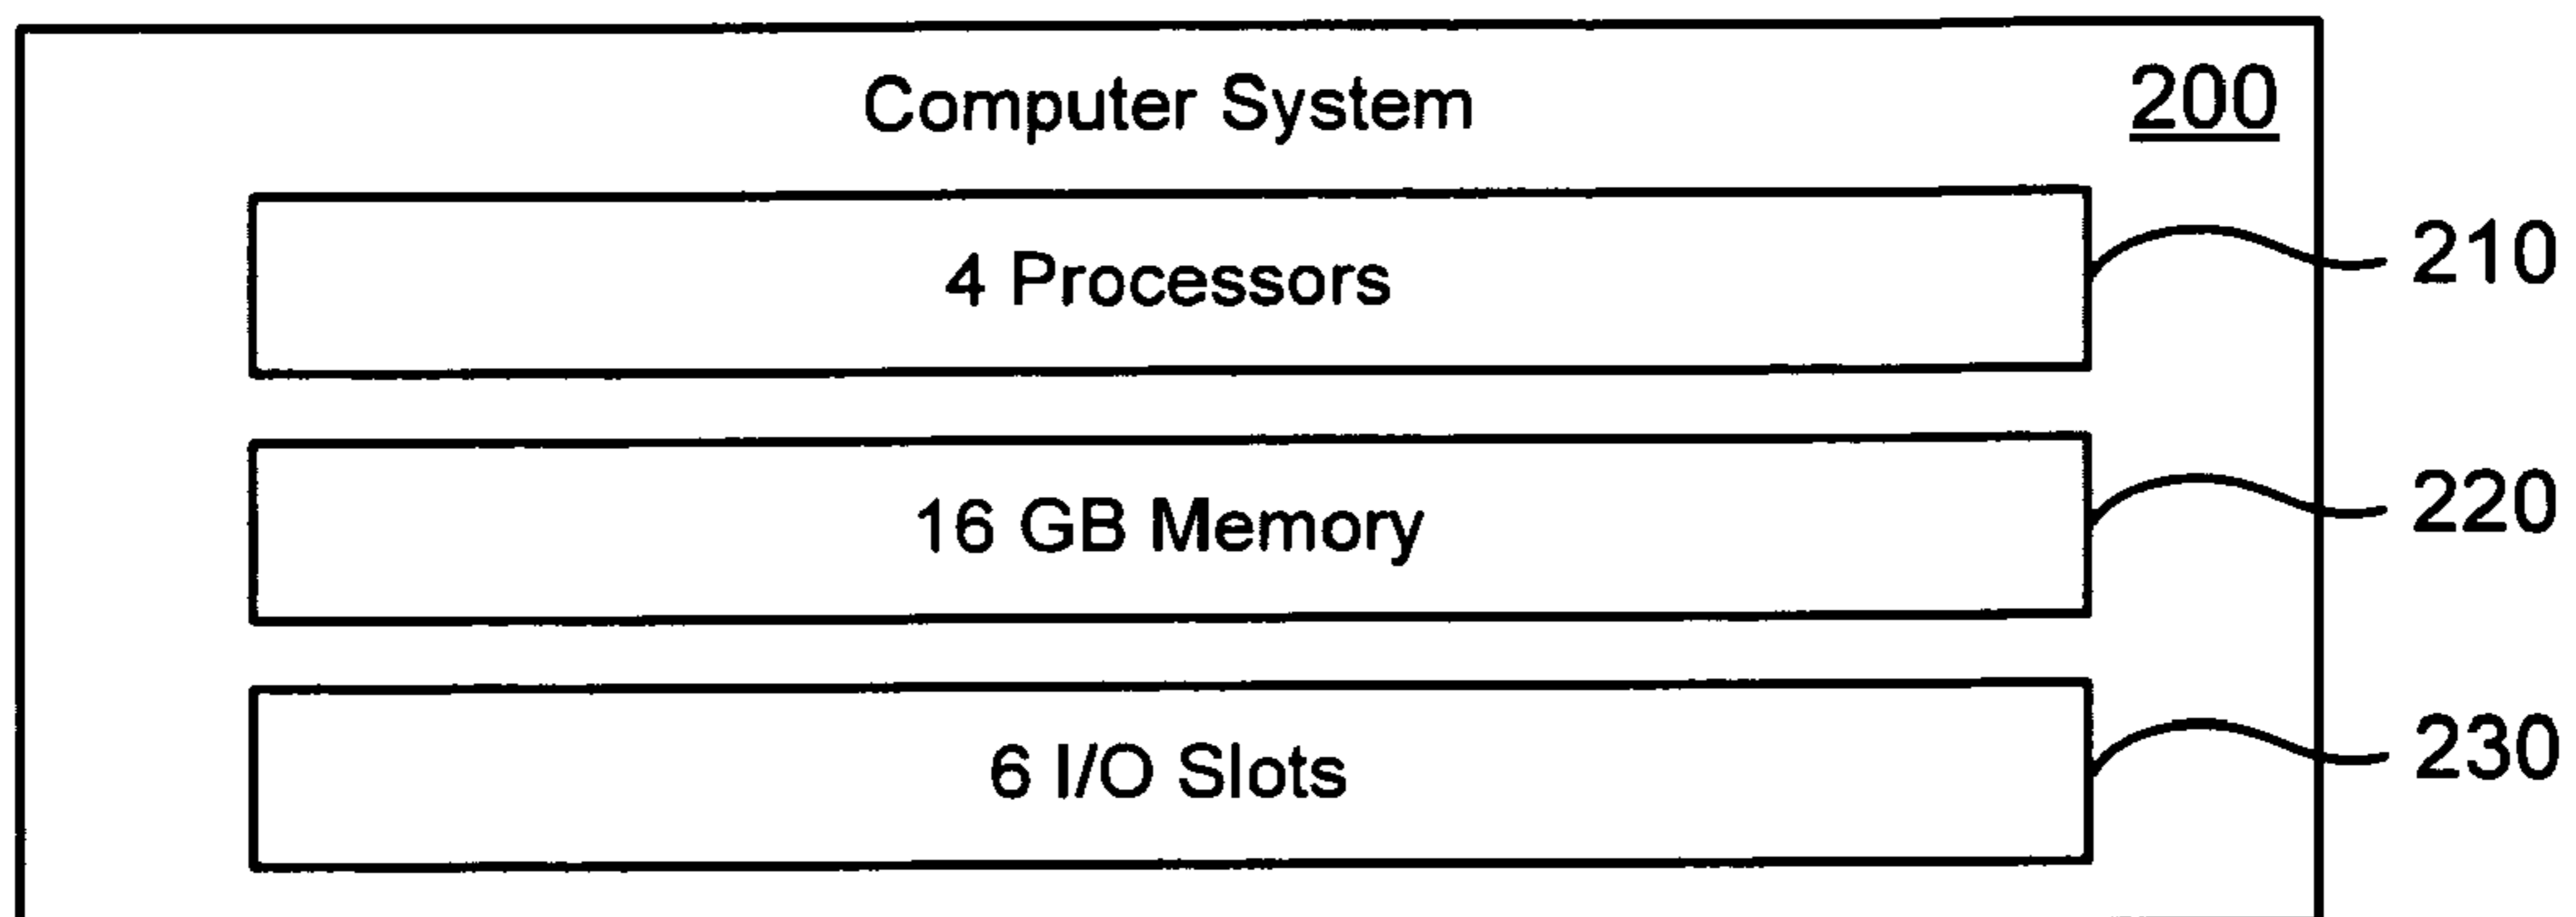 Computer System
200
4 Processors
210
16 GB Memory
220
6 I/O Slots
230